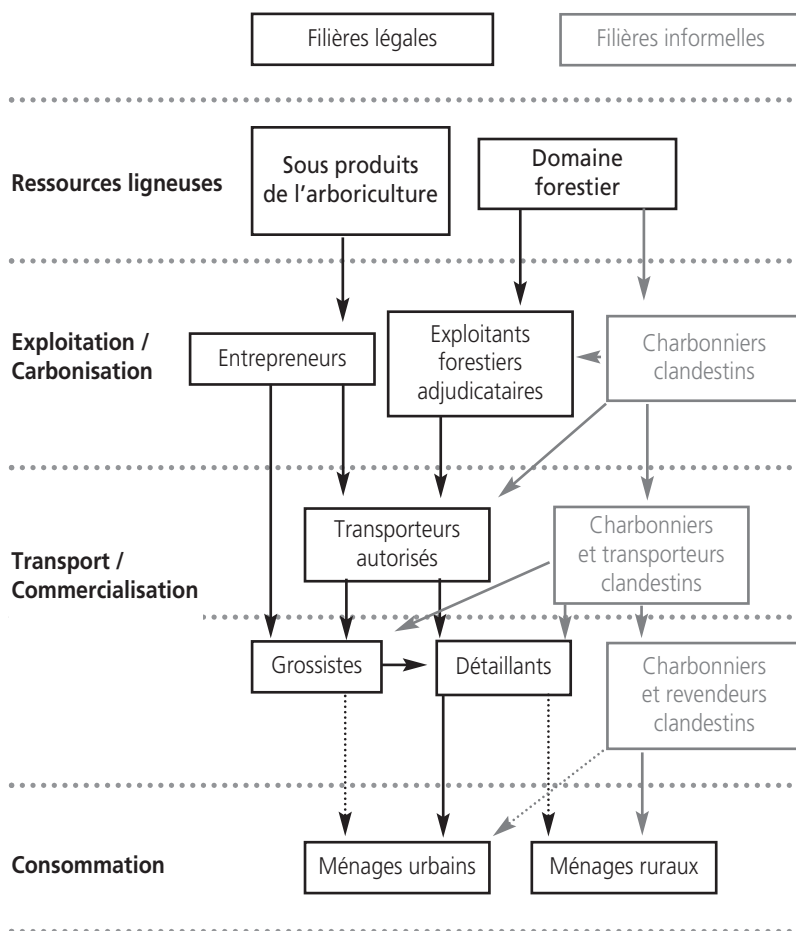 Filières légales
Filières informelles
Ressources ligneuses
Sous produits
de l'arboriculture
Domaine
forestier
Exploitation /
Carbonisation
Entrepreneurs
Exploitants
forestiers
adjudicataires
Charbonniers
clandestins
Transport /
Commercialisation
Transporteurs
autorisés
Charbonniers
et transporteurs
clandestins
Grossistes
Détaillants
Charbonniers
et revendeurs
clandestins
Consommation
Ménages urbains
Ménages ruraux